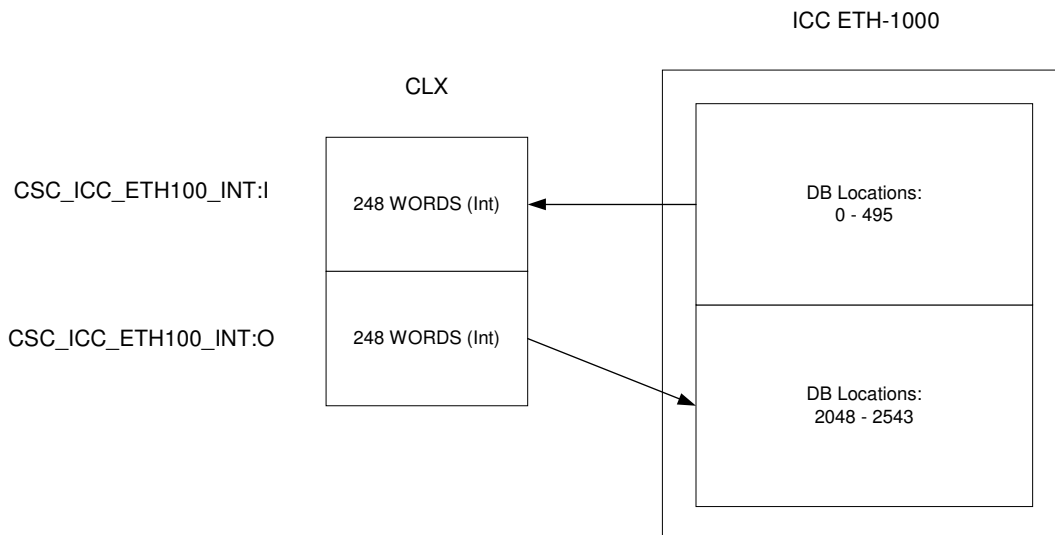 ICC ETH-1000
CLX
CSC_ICC_ETH100_INT:I
248 WORDS (Int)
DB Locations:
0 - 495
CSC_ICC_ETH100_INT:O
248 WORDS (Int)
DB Locations:
2048 - 2543